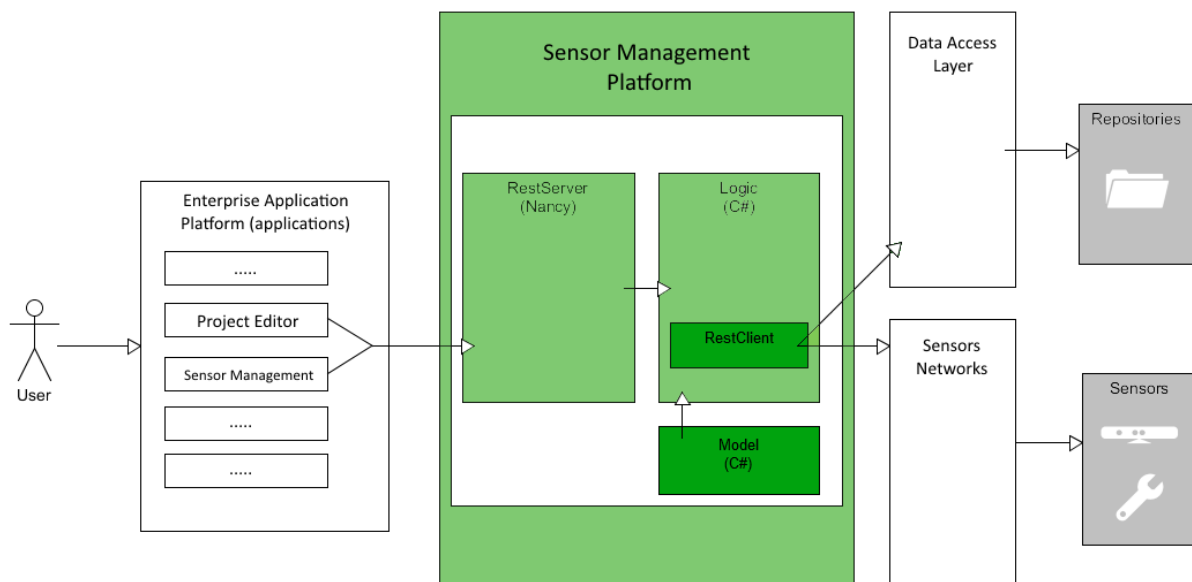 User
Enterprise Application
Platform (applications)
.....
Project Editor
Sensor Management
.....
.....
Sensor Management
Platform
RestServer
(Nancy)
Logic
(C#)
RestClient
Model
(C#)
Data Access
Layer
Sensors
Networks
Repositories
Sensors